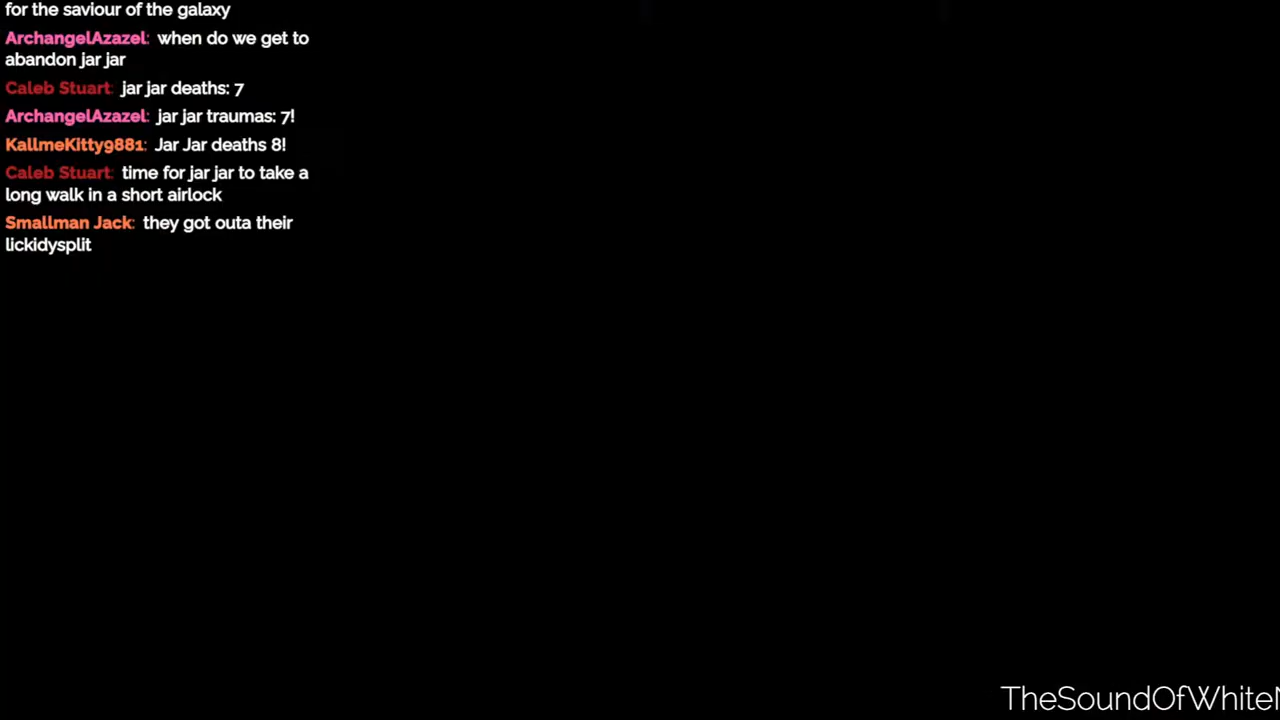 for the saviour of the galaxy
ArchangelAzazel: when do we get to
abandon jar jar
Caleb Stuart: jar jar deaths: 7
ArchangelAzazel: jar jar traumas: 7!
KallmeKitty9881: Jar Jar deaths 8!
Caleb Stuart: time for jar jar to take a
long walk in a short airlock
Smallman Jack: they got outa their
lickidysplit
TheSoundOfWhiteN